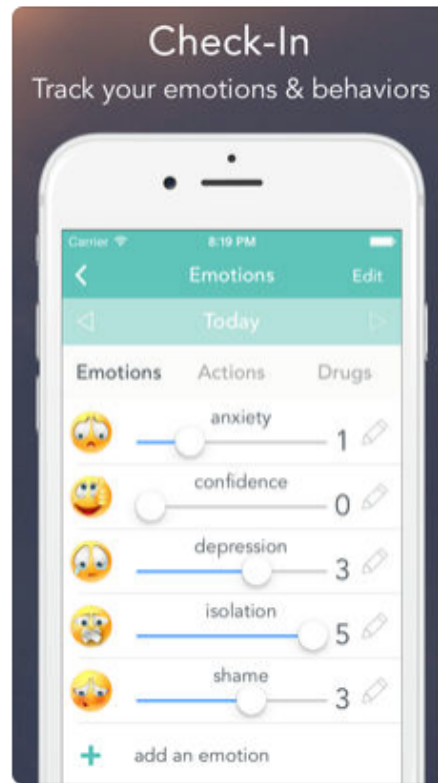 Check-In
Track your emotions & behaviors
Carrier 8:19 PM
Emotions Edit
Today
Emotions Actions Drugs
anxiety
1
confidence
0
depression
3
isolation
5
shame
3
+ add an emotion